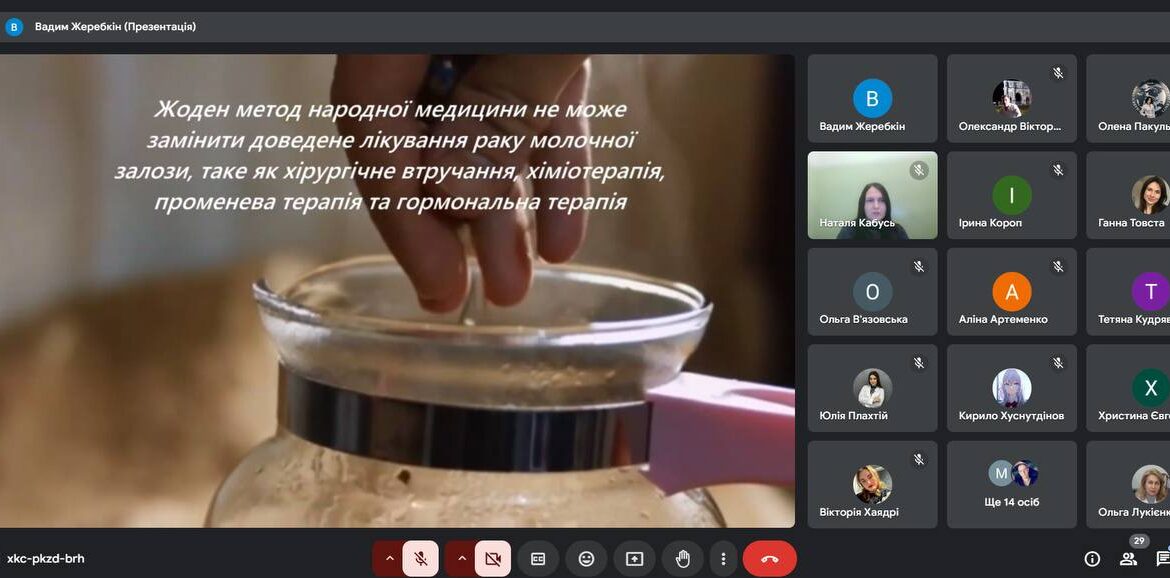 В
Вадим Жеребкін (Презентація)
Жоден метод народної медицини не може
замінити доведене лікування раку молочної
залози, таке як хірургічне втручання, хіміотерапія,
променева терапія та гормональна терапія
В
Вадим Жеребкін
Олександр Віктор...
Олена Пакуль
Наталя Кабусь
І
Ірина Короп
Ганна Товста
О
Ольга В'язовська
А
Аліна Артеменко
Т
Тетяна Кудряв
Юлія Плахтій
Кирило Хуснутдінов
Х
Христина Євг
Вікторія Хаядрі
М
Ще 14 осіб
Ольга Лукієн
xkc-pkzd-brh
29